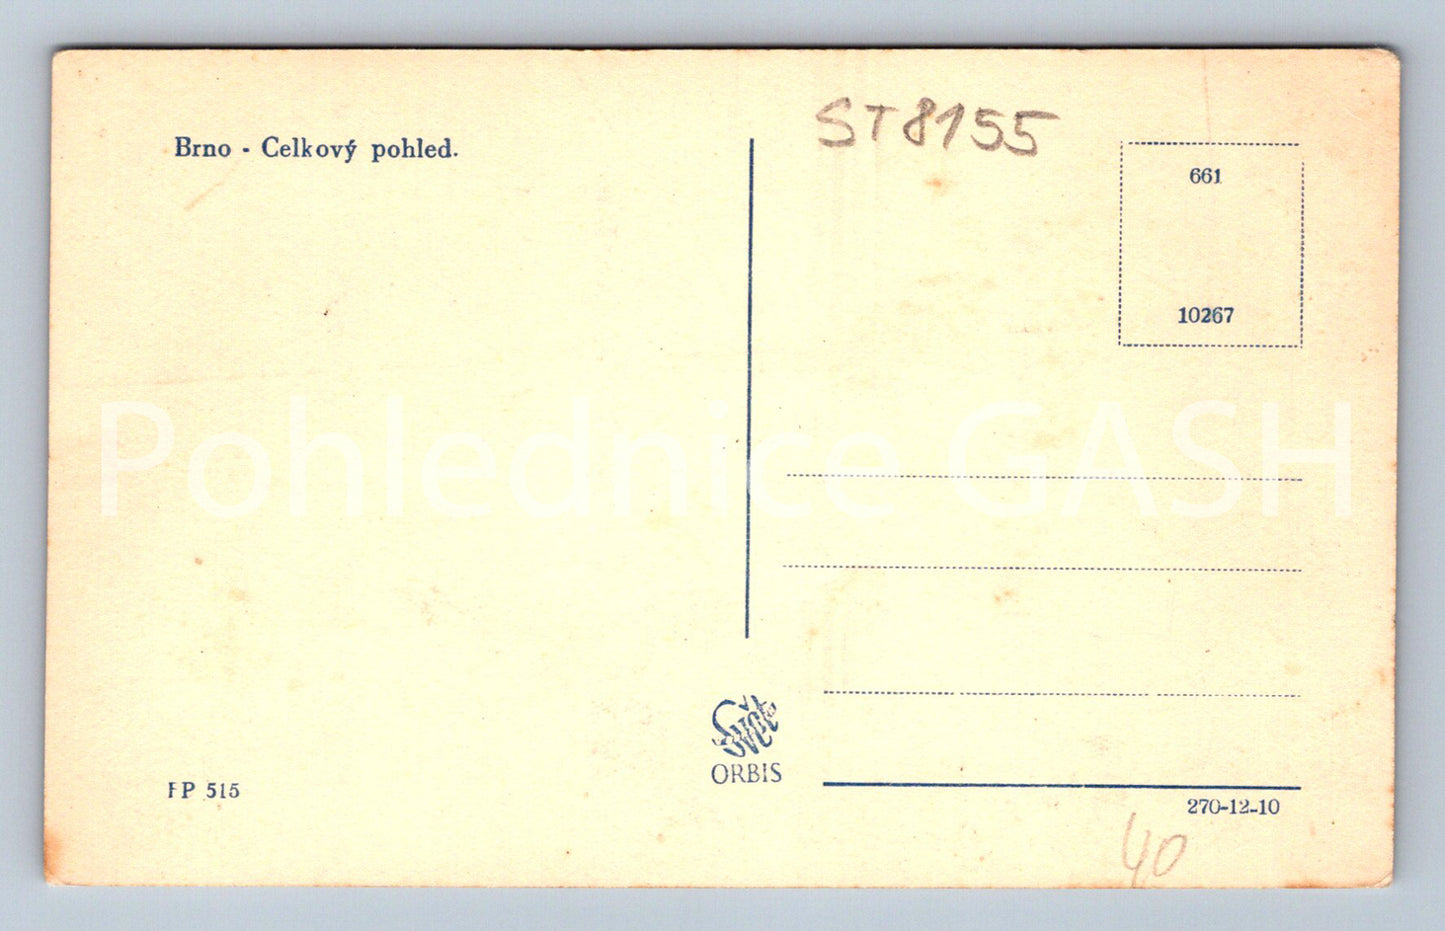 Brno - Celkový pohled.
ST8155
661
10267
Pohlednice GASH
Svět
ORBIS
FP 515
270-12-10
40